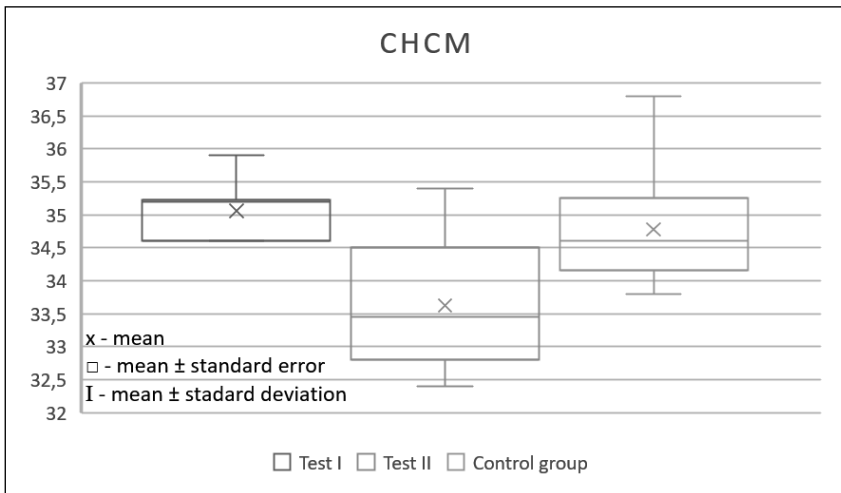 CHCM
37
36,5
36
35,5
35
34,5
34
33,5
33
32,5
32
x - mean
□ - mean ± standard error
I - mean ± stadard deviation
Test I Test II Control group